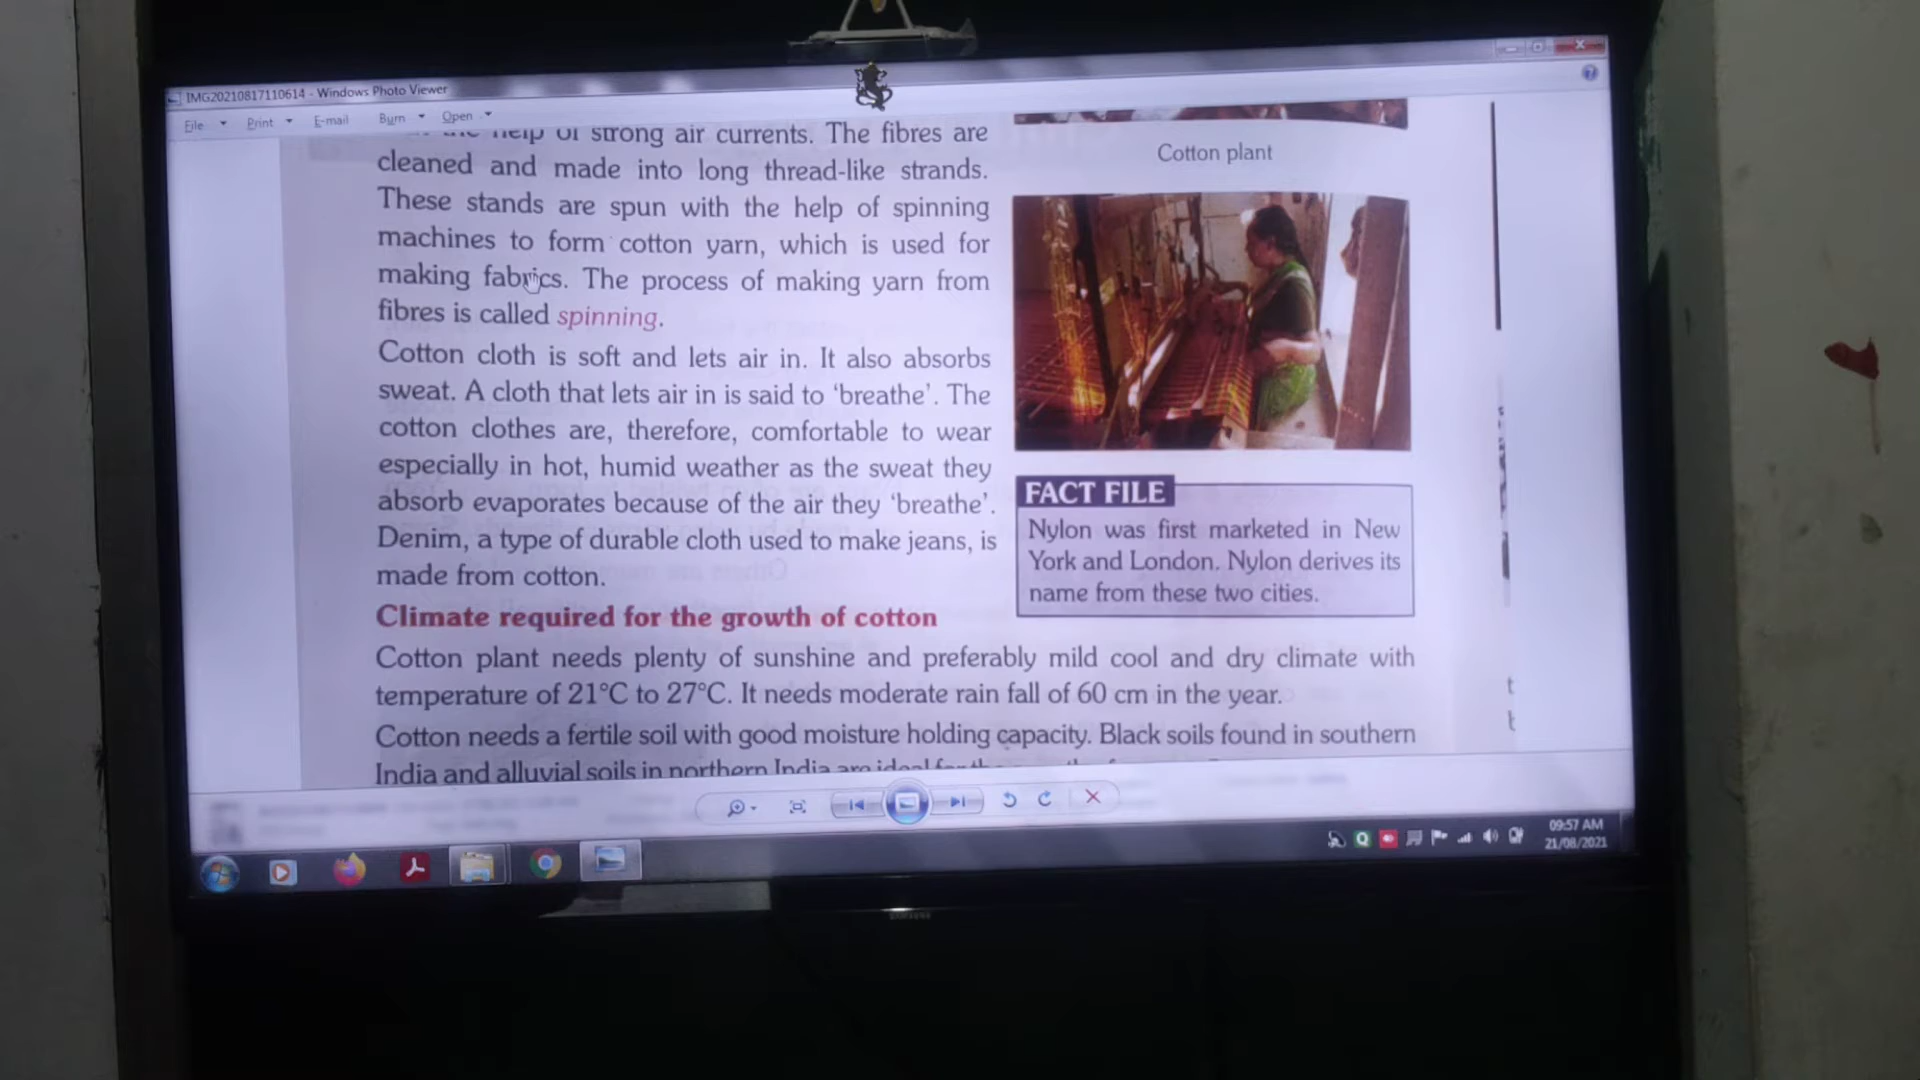 IMG20210817110614 - Windows Photo Viewer
File Print E-mail Burn Open
help of strong air currents. The fibres are
cleaned and made into long thread-like strands.
These stands are spun with the help of spinning
machines to form cotton yarn, which is used for
making fabrics. The process of making yarn from
fibres is called spinning.
Cotton cloth is soft and lets air in. It also absorbs
sweat. A cloth that lets air in is said to ‘breathe’. The
cotton clothes are, therefore, comfortable to wear
especially in hot, humid weather as the sweat they
absorb evaporates because of the air they ‘breathe’.
Denim, a type of durable cloth used to make jeans, is
made from cotton.
Cotton plant
FACT FILE
Nylon was first marketed in New
York and London. Nylon derives its
name from these two cities.
Climate required for the growth of cotton
Cotton plant needs plenty of sunshine and preferably mild cool and dry climate with
temperature of 21°C to 27°C. It needs moderate rain fall of 60 cm in the year.
Cotton needs a fertile soil with good moisture holding capacity. Black soils found in southern
India and alluvial soils in northern India are ideal for the
t
09:57 AM
21/08/2021
SAMSUNG